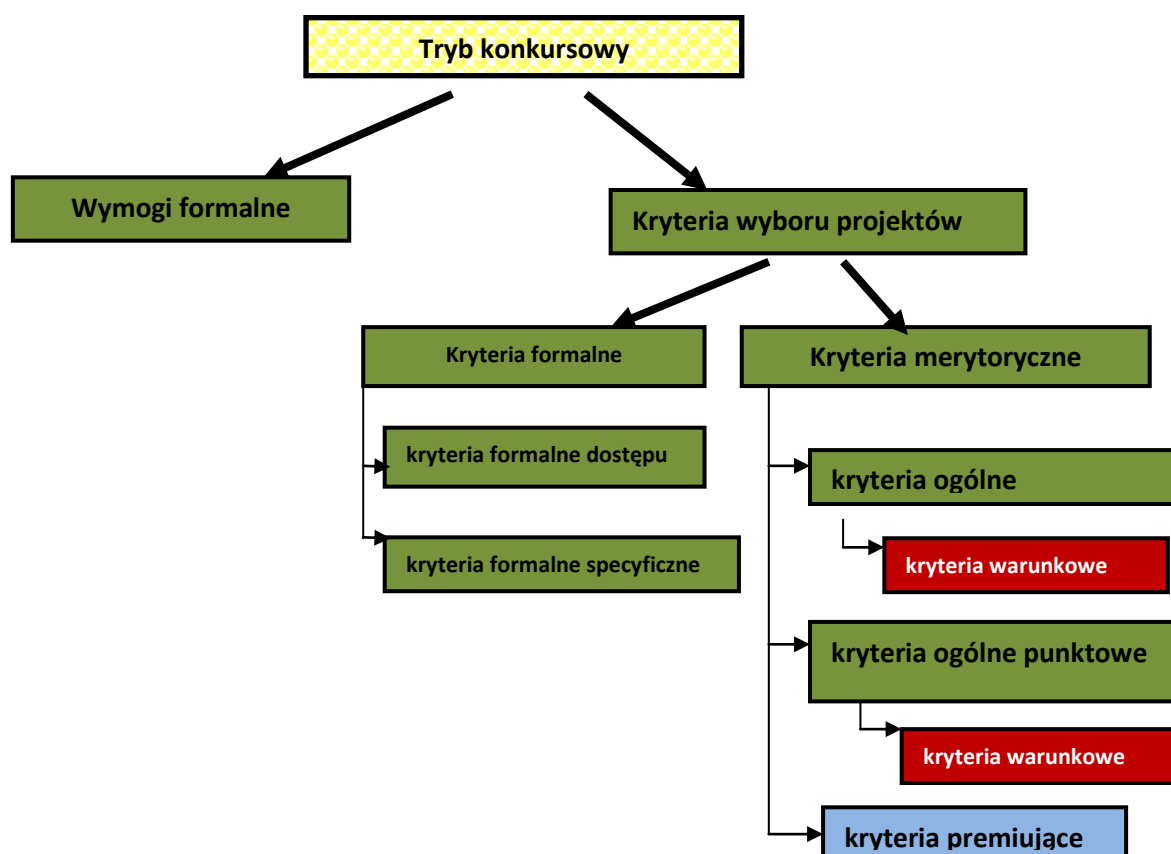 Tryb konkursowy
Wymogi formalne
Kryteria wyboru projektów
Kryteria formalne
Kryteria merytoryczne
kryteria formalne dostępu
kryteria ogólne
kryteria formalne specyficzne
kryteria warunkowe
kryteria ogólne punktowe
kryteria warunkowe
kryteria premiujące